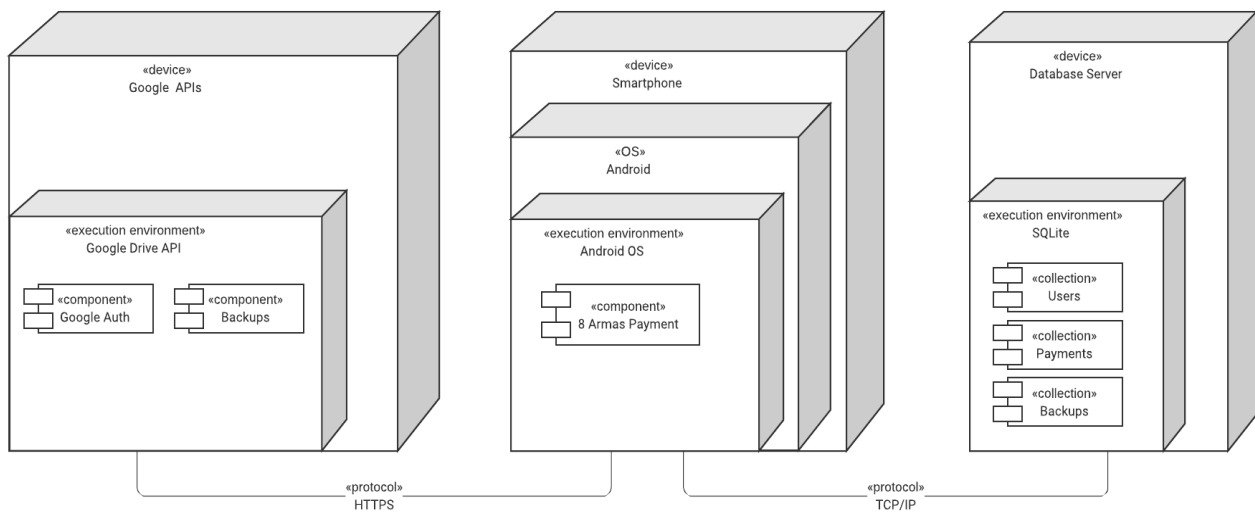 «device»
Google APIs
«execution environment»
Google Drive API
«component»
Google Auth
«component»
Backups
«device»
Smartphone
«OS»
Android
«execution environment»
Android OS
«component»
8 Armas Payment
«device»
Database Server
«execution environment»
SQLite
«collection»
Users
«collection»
Payments
«collection»
Backups
«protocol»
HTTPS
«protocol»
TCP/IP